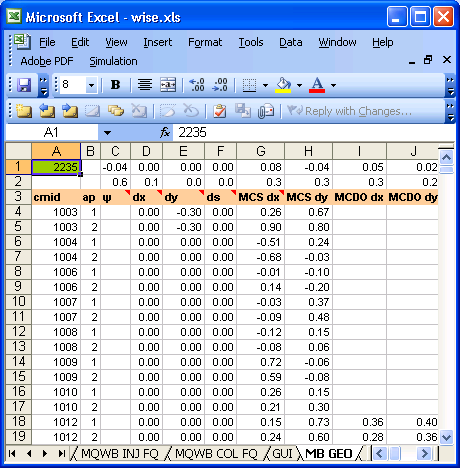 Microsoft Excel - wise.xls
File Edit View Insert Format Tools Data Window Help
Adobe PDF Simulation
8 B
Reply with Changes...
A1 fx 2235
A B C D E F G H I J
1 2235 -0.04 0.00 0.00 0.00 0.08 -0.04 0.05 0.02
2 0.6 0.1 0.0 0.0 0.3 0.3 0.3 0.2
3 crnid ap ψ dx dy ds MCS dx MCS dy MCDO dx MCDO dy
4 1003 1 0.00 -0.30 0.00 0.26 0.67
5 1003 2 0.00 -0.30 0.00 0.90 0.80
6 1004 1 0.00 0.00 0.00 -0.51 0.24
7 1004 2 0.00 0.00 0.00 -0.68 -0.03
8 1006 1 0.00 0.00 0.00 -0.01 -0.10
9 1006 2 0.00 0.00 0.00 0.14 -0.20
10 1007 1 0.00 0.00 0.00 -0.03 0.37
11 1007 2 0.00 0.00 0.00 -0.09 0.48
12 1008 1 0.00 0.00 0.00 -0.12 0.15
13 1008 2 0.00 0.00 0.00 -0.08 0.06
14 1009 1 0.00 0.00 0.00 0.72 -0.06
15 1009 2 0.00 0.00 0.00 0.59 -0.08
16 1010 1 0.00 0.00 0.00 0.26 0.15
17 1010 2 0.00 0.00 0.00 0.21 0.30
18 1012 1 0.00 0.00 0.00 0.15 0.73 0.36 0.40
19 1012 2 0.00 0.00 0.00 0.24 0.60 0.28 0.36
MQWB INJ FQ MQWB COL FQ GUI MB GEO